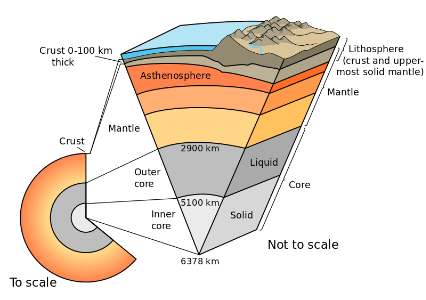 Crust 0-100 km
thick
Lithosphere
(crust and upper-
most solid mantle)
Asthenosphere
Mantle
Mantle
Crust
2900 km
Liquid
Outer
core
Core
5100 km
Inner
core
Solid
Not to scale
6378 km
To scale